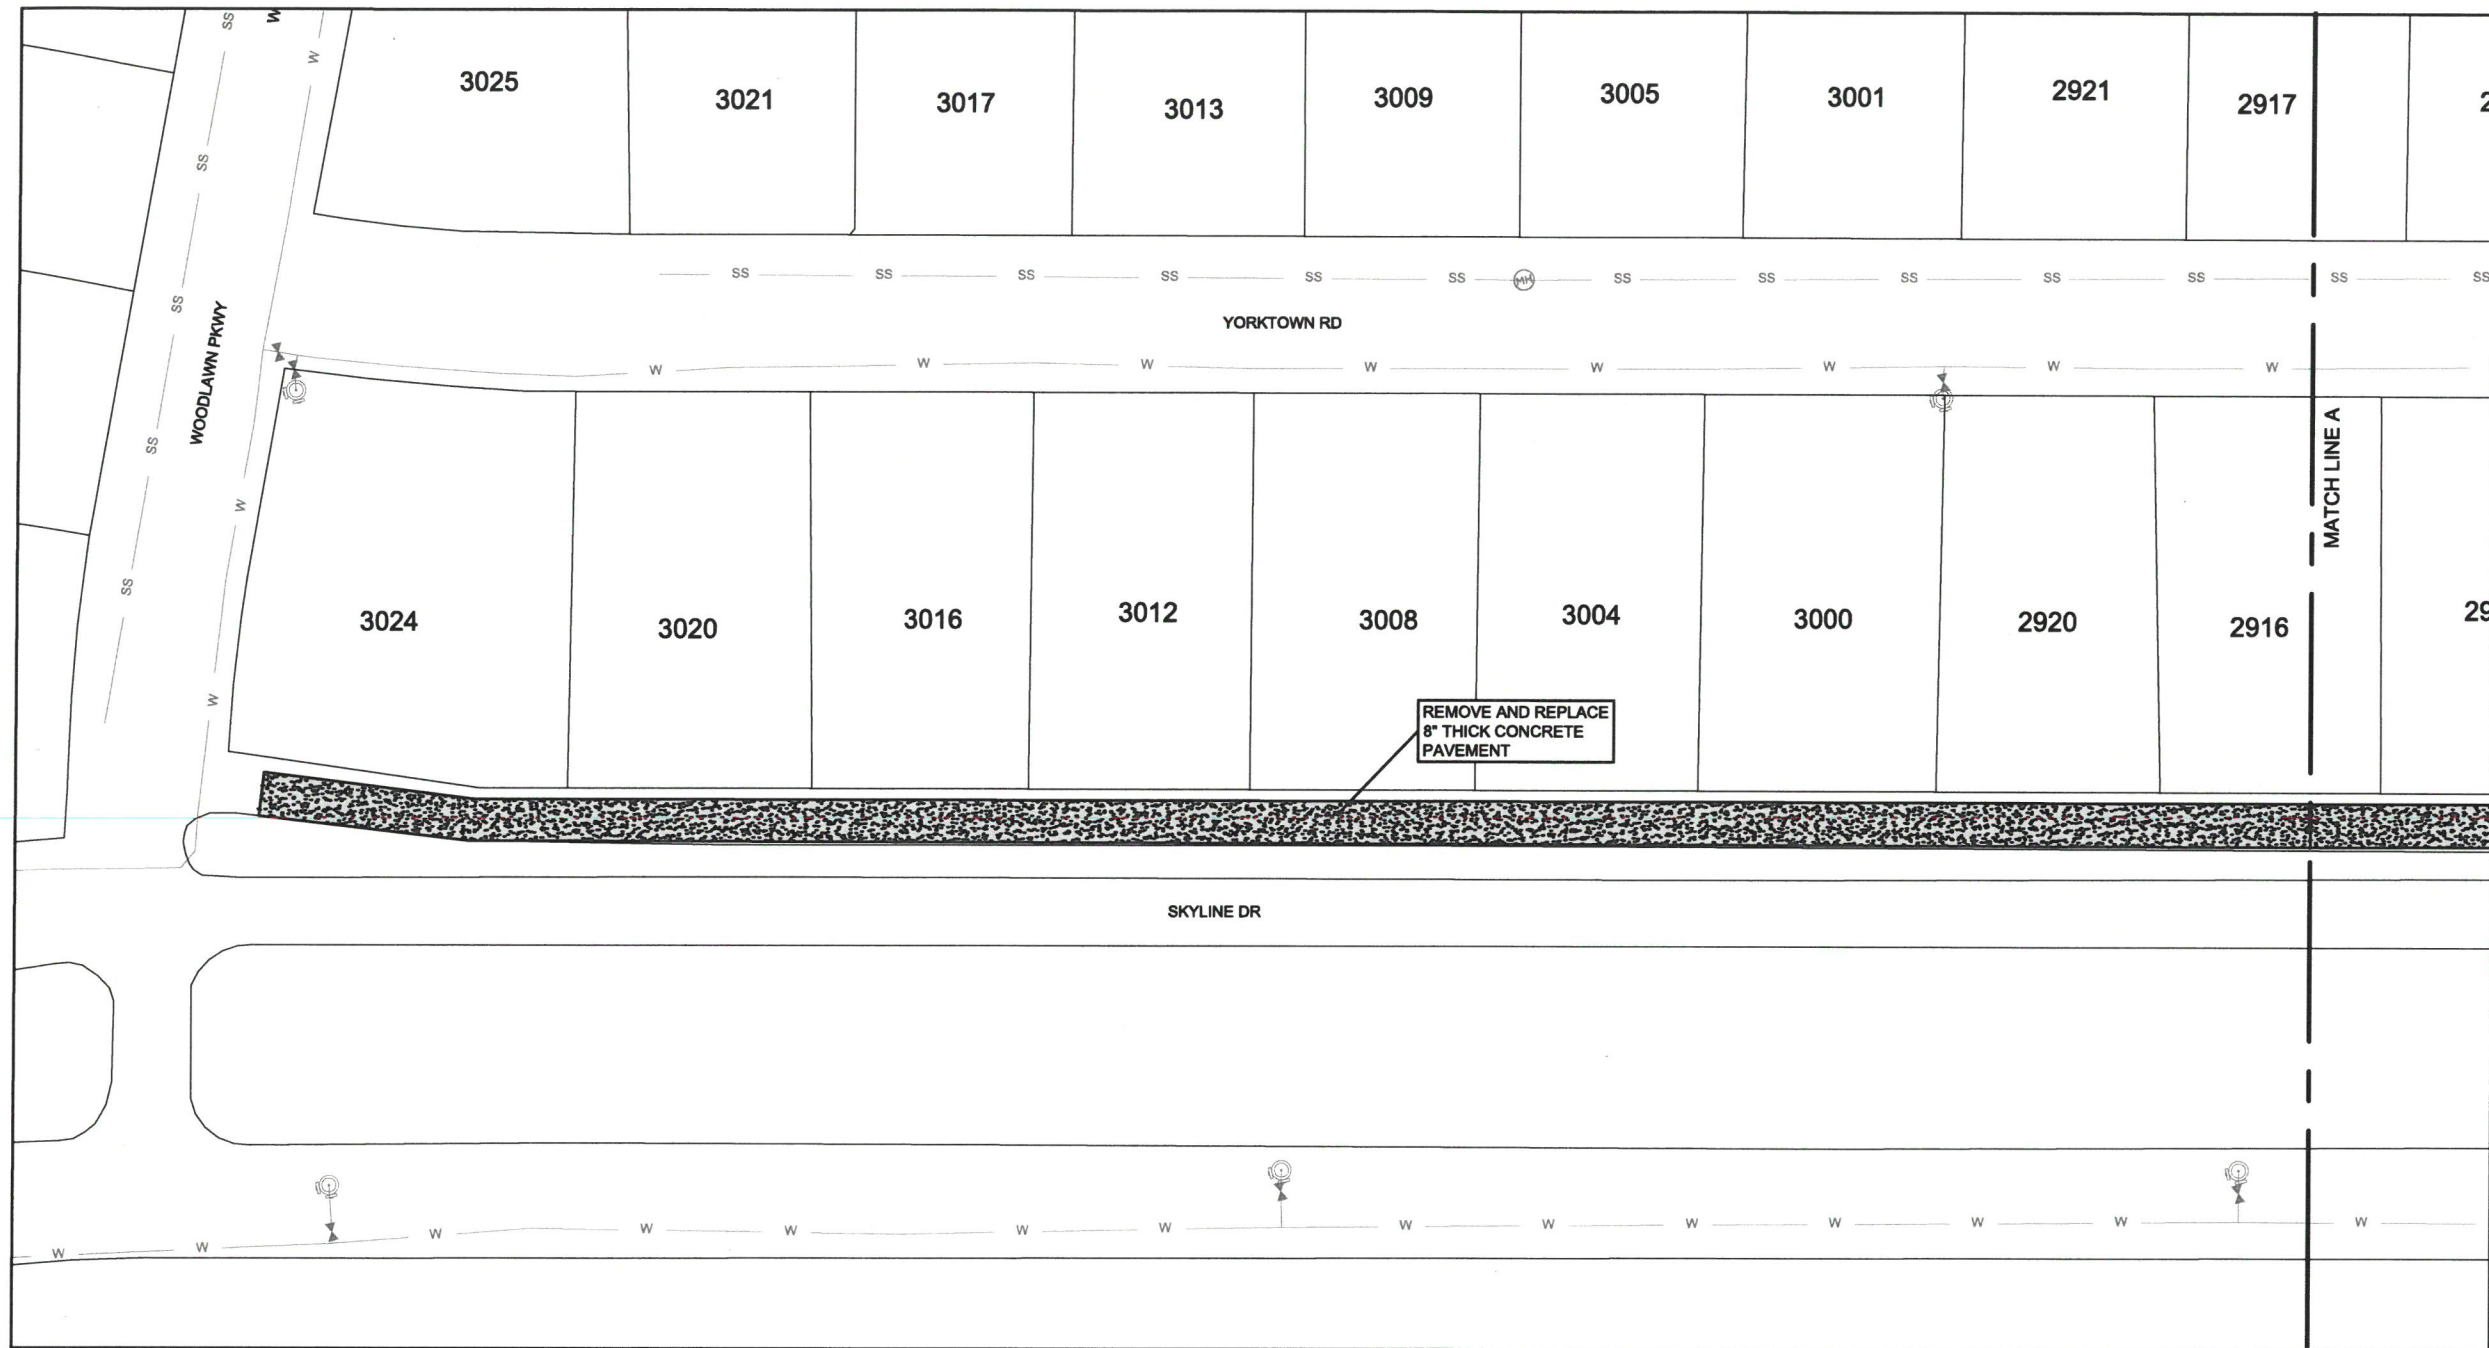 SS
W
W
3025
3021
3017
3013
3009
3005
3001
2921
2917
SS
SS SS SS SS SS SS MH SS SS SS SS SS SS SS
SS
YORKTOWN RD
WOODLAWN PKWY
W W W W W W W W
SS
MATCH LINE A
W
SS
3024
3020
3016
3012
3008
3004
3000
2920
2916
W
REMOVE AND REPLACE
8" THICK CONCRETE
PAVEMENT
SKYLINE DR
W W W W W W W W W W W W W W